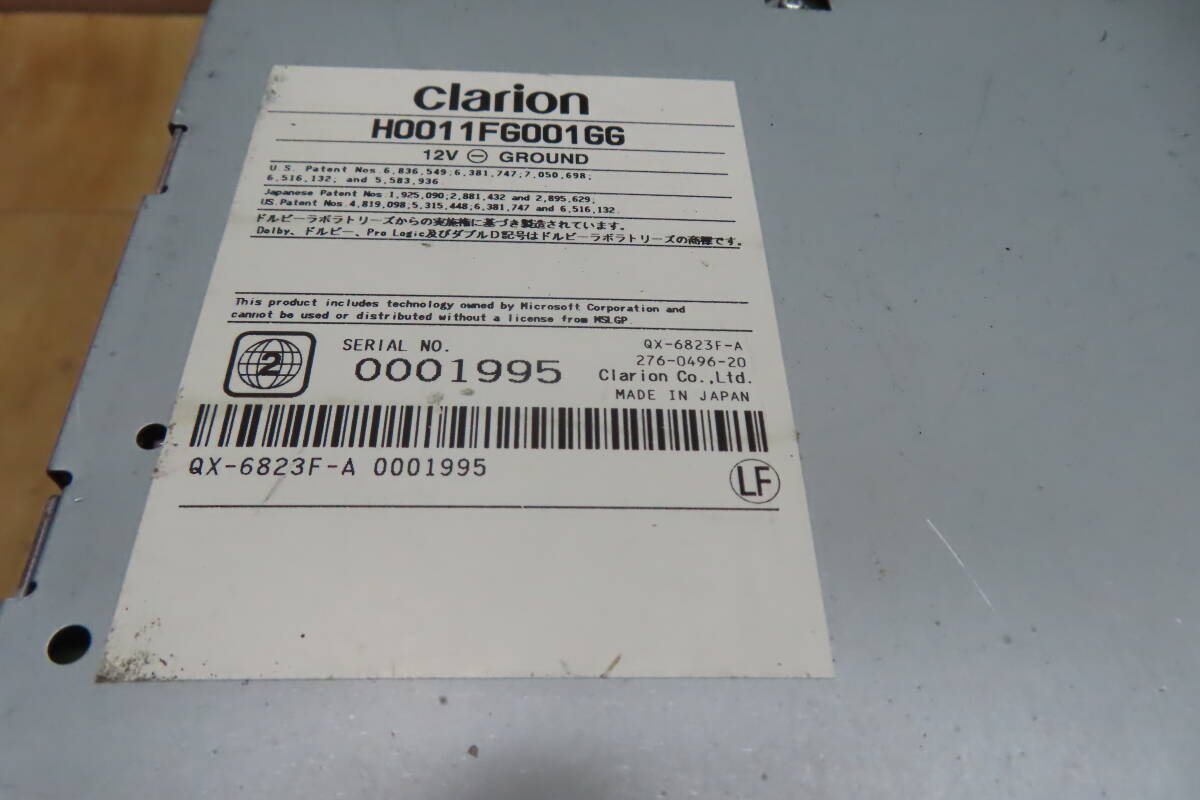 clarion
H0011FG001GG
12V ⊖ GROUND
U.S. Patent Nos. 6,836,549;6,381,747;7,050,698;
6,516,132; and 5,583,936
Japanese Patent Nos. 1,925,090;2,881,432 and 2,895,629;
US.Patent Nos.4,819,098;5,315,448;6,381,747 and 6,516,132.
ドルビーラボラトリーズからの実施権に基づき製造されています。
Dolby、ドルビー、Pro Logic及びダブルD記号はドルビーラボラトリーズの商標です。
This product includes technology owned by Microsoft Corporation and
cannot be used or distributed without a license from MSLGP.
2
SERIAL NO.
0001995
QX-6823F-A
276-0496-20
Clarion Co.,Ltd.
MADE IN JAPAN
QX-6823F-A 0001995
LF